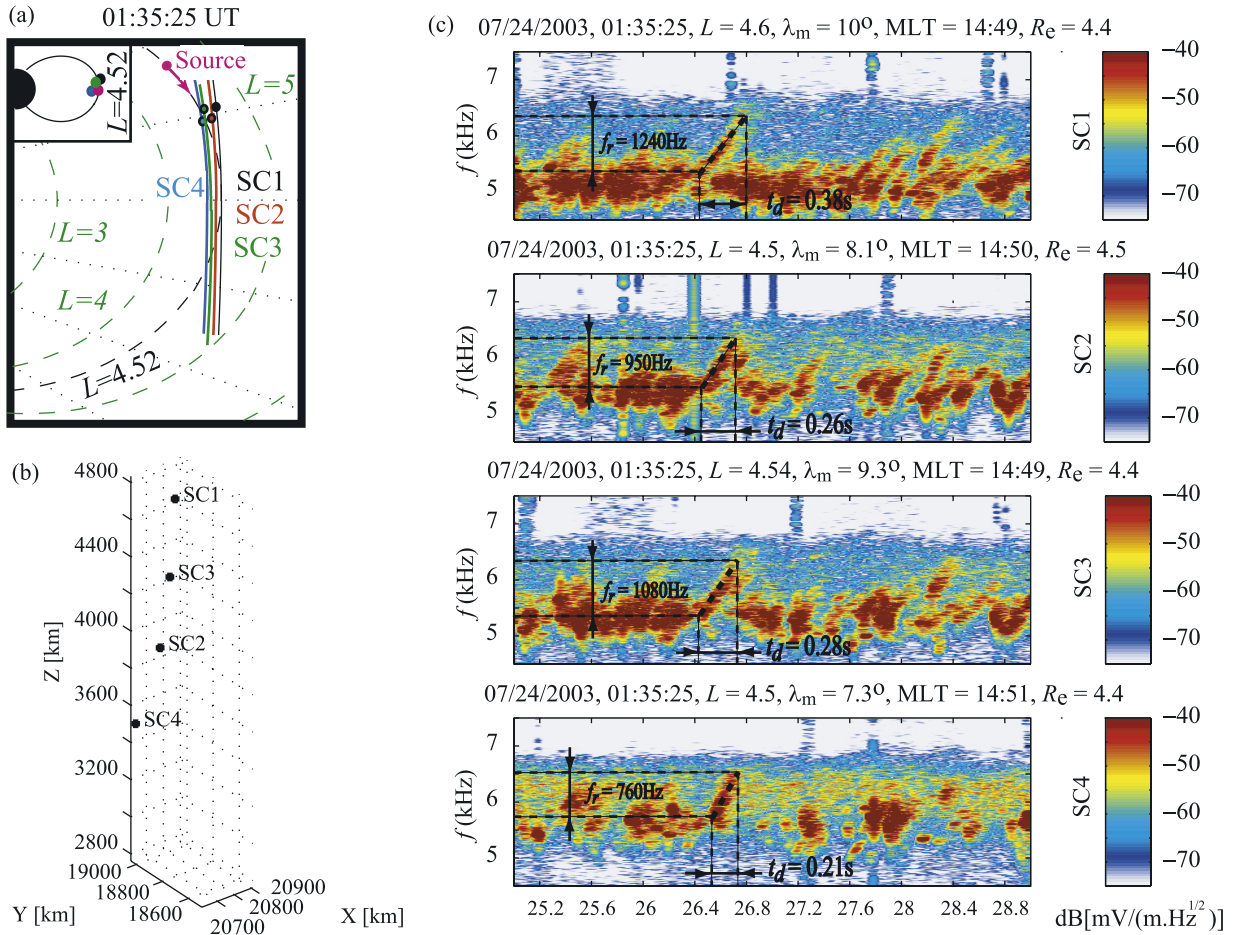 (a)
01:35:25 UT
Source
L=4.52
L=5
SC4
SC1
SC2
SC3
L=3
L=4
L=4.52
(b)
4800
4400
4000
3600
3200
2800
Z [km]
SC1
SC3
SC2
SC4
19000
18800
18600
Y [km]
20900
20800
20700
X [km]
(c)
07/24/2003, 01:35:25, L = 4.6, λm = 10°, MLT = 14:49, Re = 4.4
7
6
5
f (kHz)
fr = 1240Hz
td = 0.38s
SC1
−40
−50
−60
−70
07/24/2003, 01:35:25, L = 4.5, λm = 8.1°, MLT = 14:50, Re = 4.5
7
6
5
f (kHz)
fr = 950Hz
td = 0.26s
SC2
−40
−50
−60
−70
07/24/2003, 01:35:25, L = 4.54, λm = 9.3°, MLT = 14:49, Re = 4.4
7
6
5
f (kHz)
fr = 1080Hz
td = 0.28s
SC3
−40
−50
−60
−70
07/24/2003, 01:35:25, L = 4.5, λm = 7.3°, MLT = 14:51, Re = 4.4
7
6
5
f (kHz)
fr = 760Hz
td = 0.21s
SC4
−40
−50
−60
−70
25.2 25.6 26 26.4 26.8 27.2 27.6 28 28.4 28.8
dB[mV/(m.Hz^1/2)]